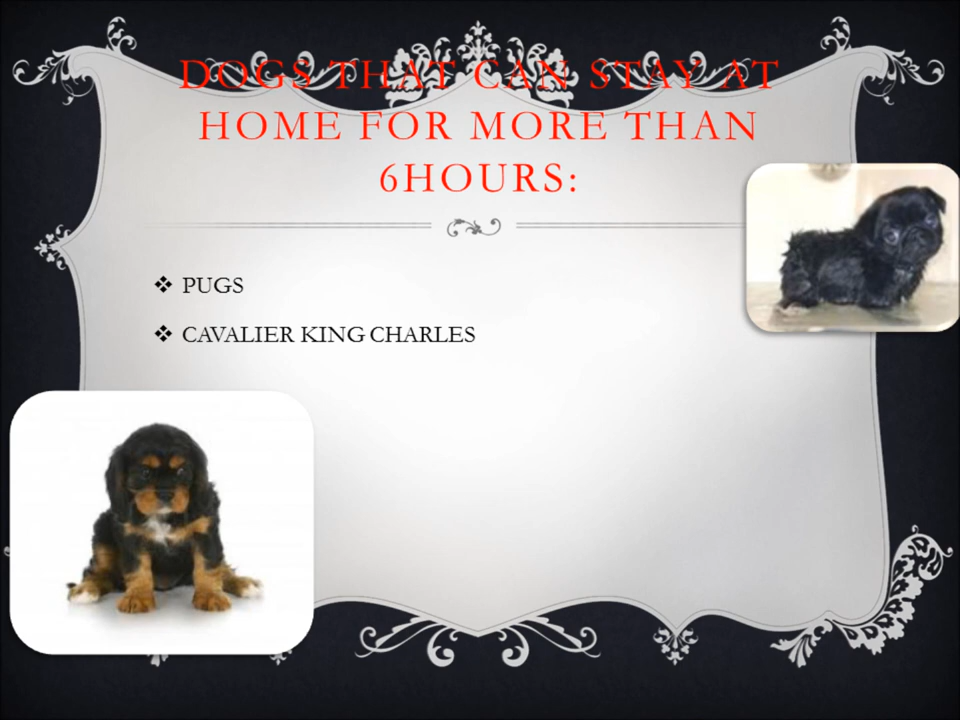 DOGS THAT CAN STAY AT
HOME FOR MORE THAN
6HOURS:
❖ PUGS
❖ CAVALIER KING CHARLES